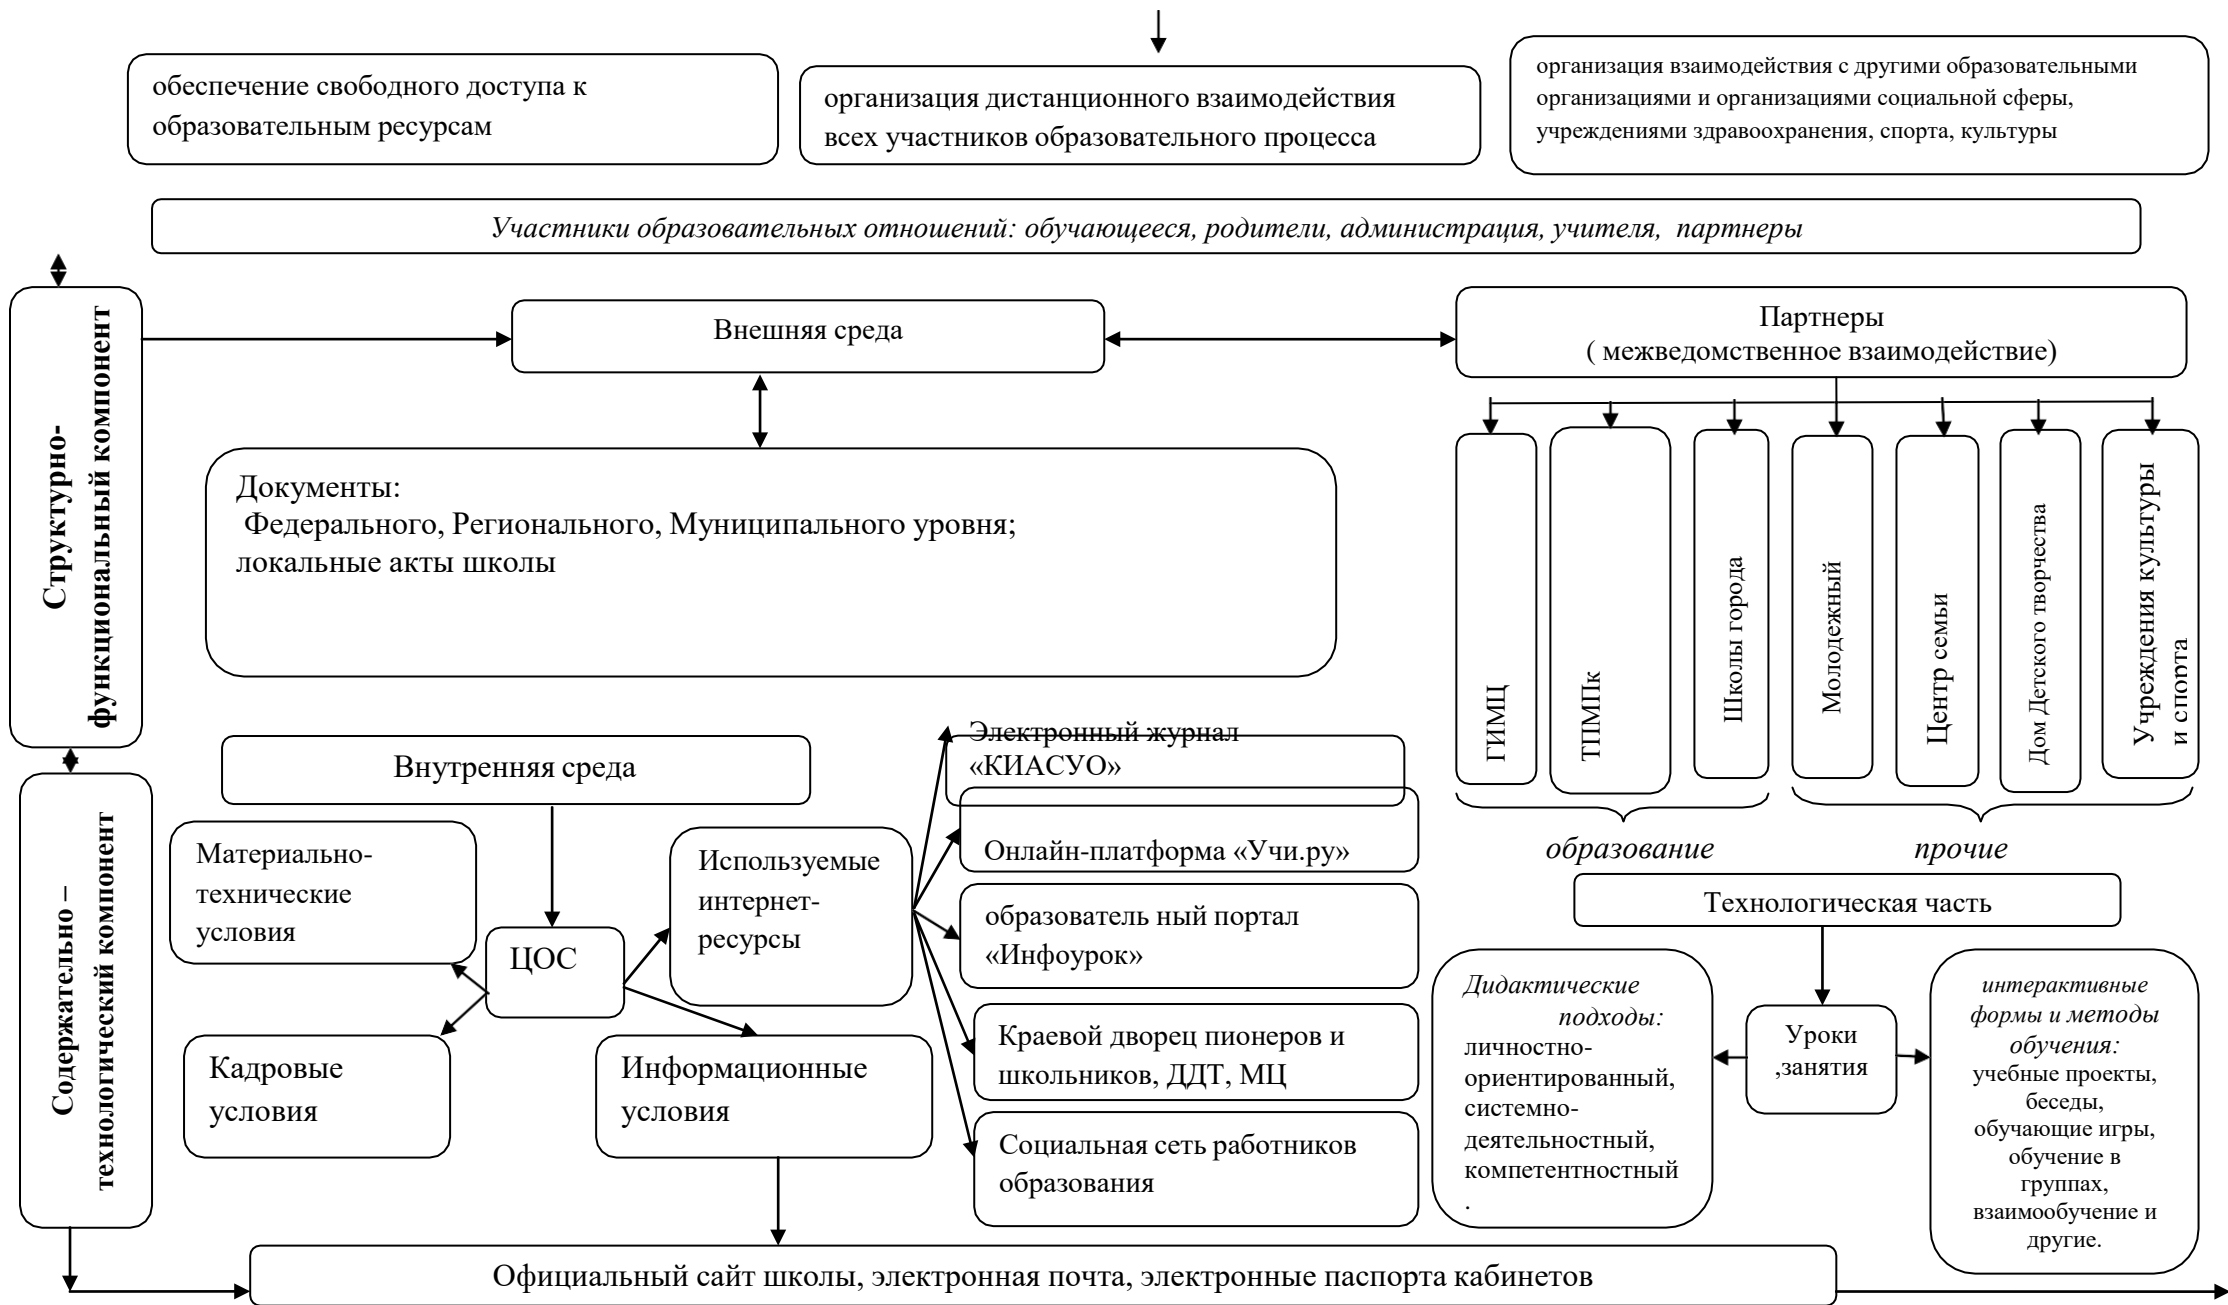 обеспечение свободного доступа к
образовательным ресурсам
организация дистанционного взаимодействия
всех участников образовательного процесса
организация взаимодействия с другими образовательными
организациями и организациями социальной сферы,
учреждениями здравоохранения, спорта, культуры
Участники образовательных отношений: обучающееся, родители, администрация, учителя, партнеры
Структурно-
функциональный компонент
Внешняя среда
Партнеры
( межведомственное взаимодействие)
Документы:
Федерального, Регионального, Муниципального уровня;
локальные акты школы
ГИМЦ
ТПМПк
Школы города
Молодежный
Центр семьи
Дом Детского творчества
Учреждения культуры
и спорта
образование
прочие
Содержательно –
технологический компонент
Внутренняя среда
Материально-
технические
условия
ЦОС
Кадровые
условия
Информационные
условия
Используемые
интернет-
ресурсы
Электронный журнал
«КИАСУО»
Онлайн-платформа «Учи.ру»
образователь ный портал
«Инфоурок»
Краевой дворец пионеров и
школьников, ДДТ, МЦ
Социальная сеть работников
образования
Технологическая часть
Дидактические
подходы:
личностно-
ориентированный,
системно-
деятельностный,
компетентностный
.
Уроки
,занятия
интерактивные
формы и методы
обучения:
учебные проекты,
беседы,
обучающие игры,
обучение в
группах,
взаимообучение и
другие.
Официальный сайт школы, электронная почта, электронные паспорта кабинетов